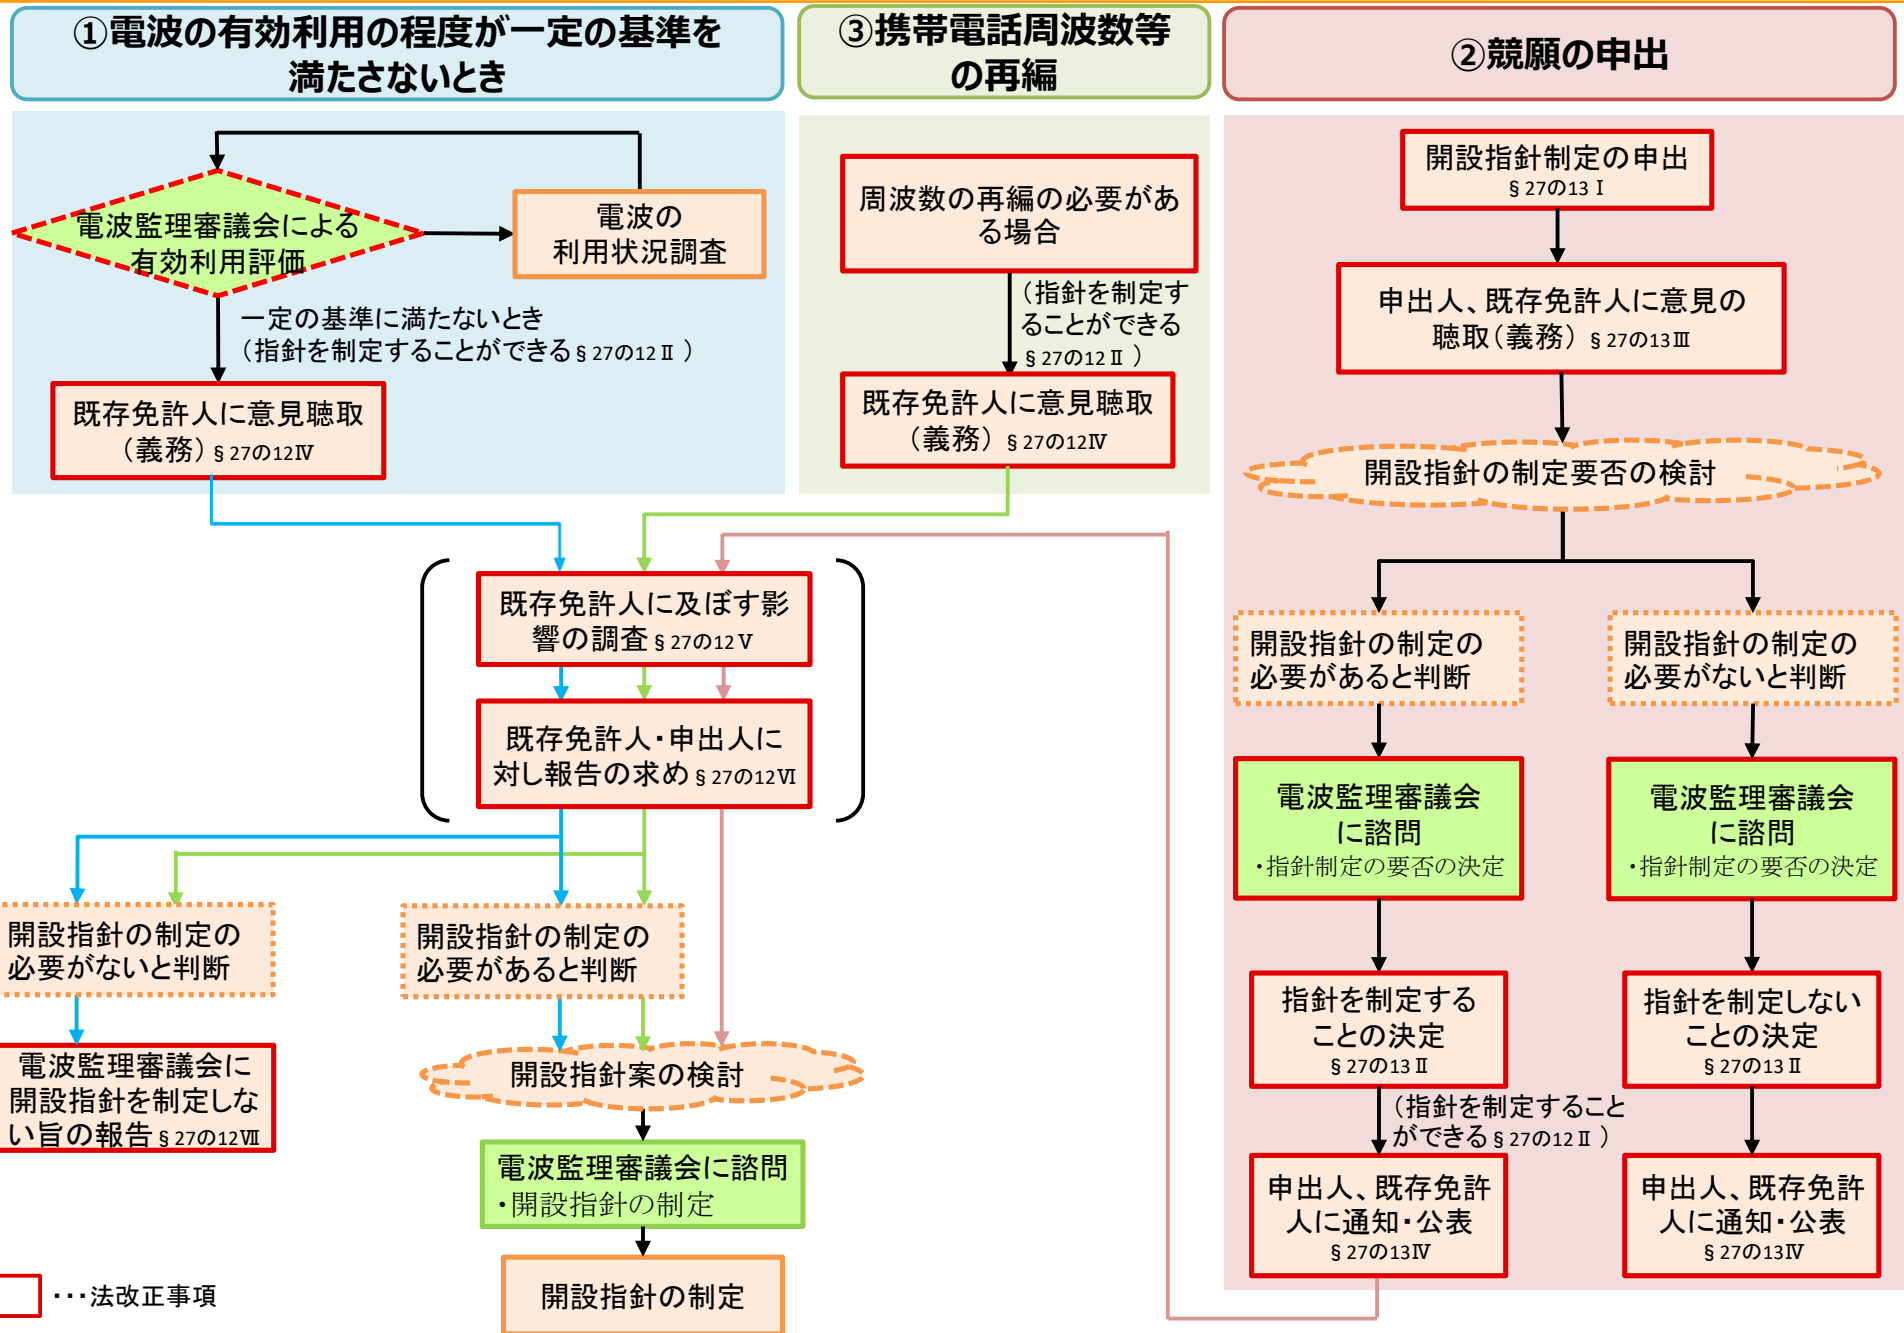 ①電波の有効利用の程度が一定の基準を
満たさないとき
電波監理審議会による
有効利用評価
電波の
利用状況調査
一定の基準に満たないとき
（指針を制定することができる§27の12Ⅱ）
既存免許人に意見聴取
（義務）§27の12Ⅳ
③携帯電話周波数等
の再編
周波数の再編の必要があ
る場合
（指針を制定す
ることができる
§27の12Ⅱ）
既存免許人に意見聴取
（義務）§27の12Ⅳ
②競願の申出
開設指針制定の申出
§27の13Ⅰ
申出人、既存免許人に意見の
聴取（義務）§27の13Ⅲ
開設指針の制定要否の検討
開設指針の制定の
必要があると判断
開設指針の制定の
必要がないと判断
電波監理審議会
に諮問
・指針制定の要否の決定
電波監理審議会
に諮問
・指針制定の要否の決定
指針を制定する
ことの決定
§27の13Ⅱ
指針を制定しない
ことの決定
§27の13Ⅱ
（指針を制定すること
ができる§27の12Ⅱ）
申出人、既存免許
人に通知・公表
§27の13Ⅳ
申出人、既存免許
人に通知・公表
§27の13Ⅳ
既存免許人に及ぼす影
響の調査§27の12Ⅴ
既存免許人・申出人に
対し報告の求め§27の12Ⅵ
開設指針の制定の
必要がないと判断
開設指針の制定の
必要があると判断
電波監理審議会に
開設指針を制定しな
い旨の報告§27の12Ⅶ
開設指針案の検討
電波監理審議会に諮問
・開設指針の制定
開設指針の制定
・・・法改正事項